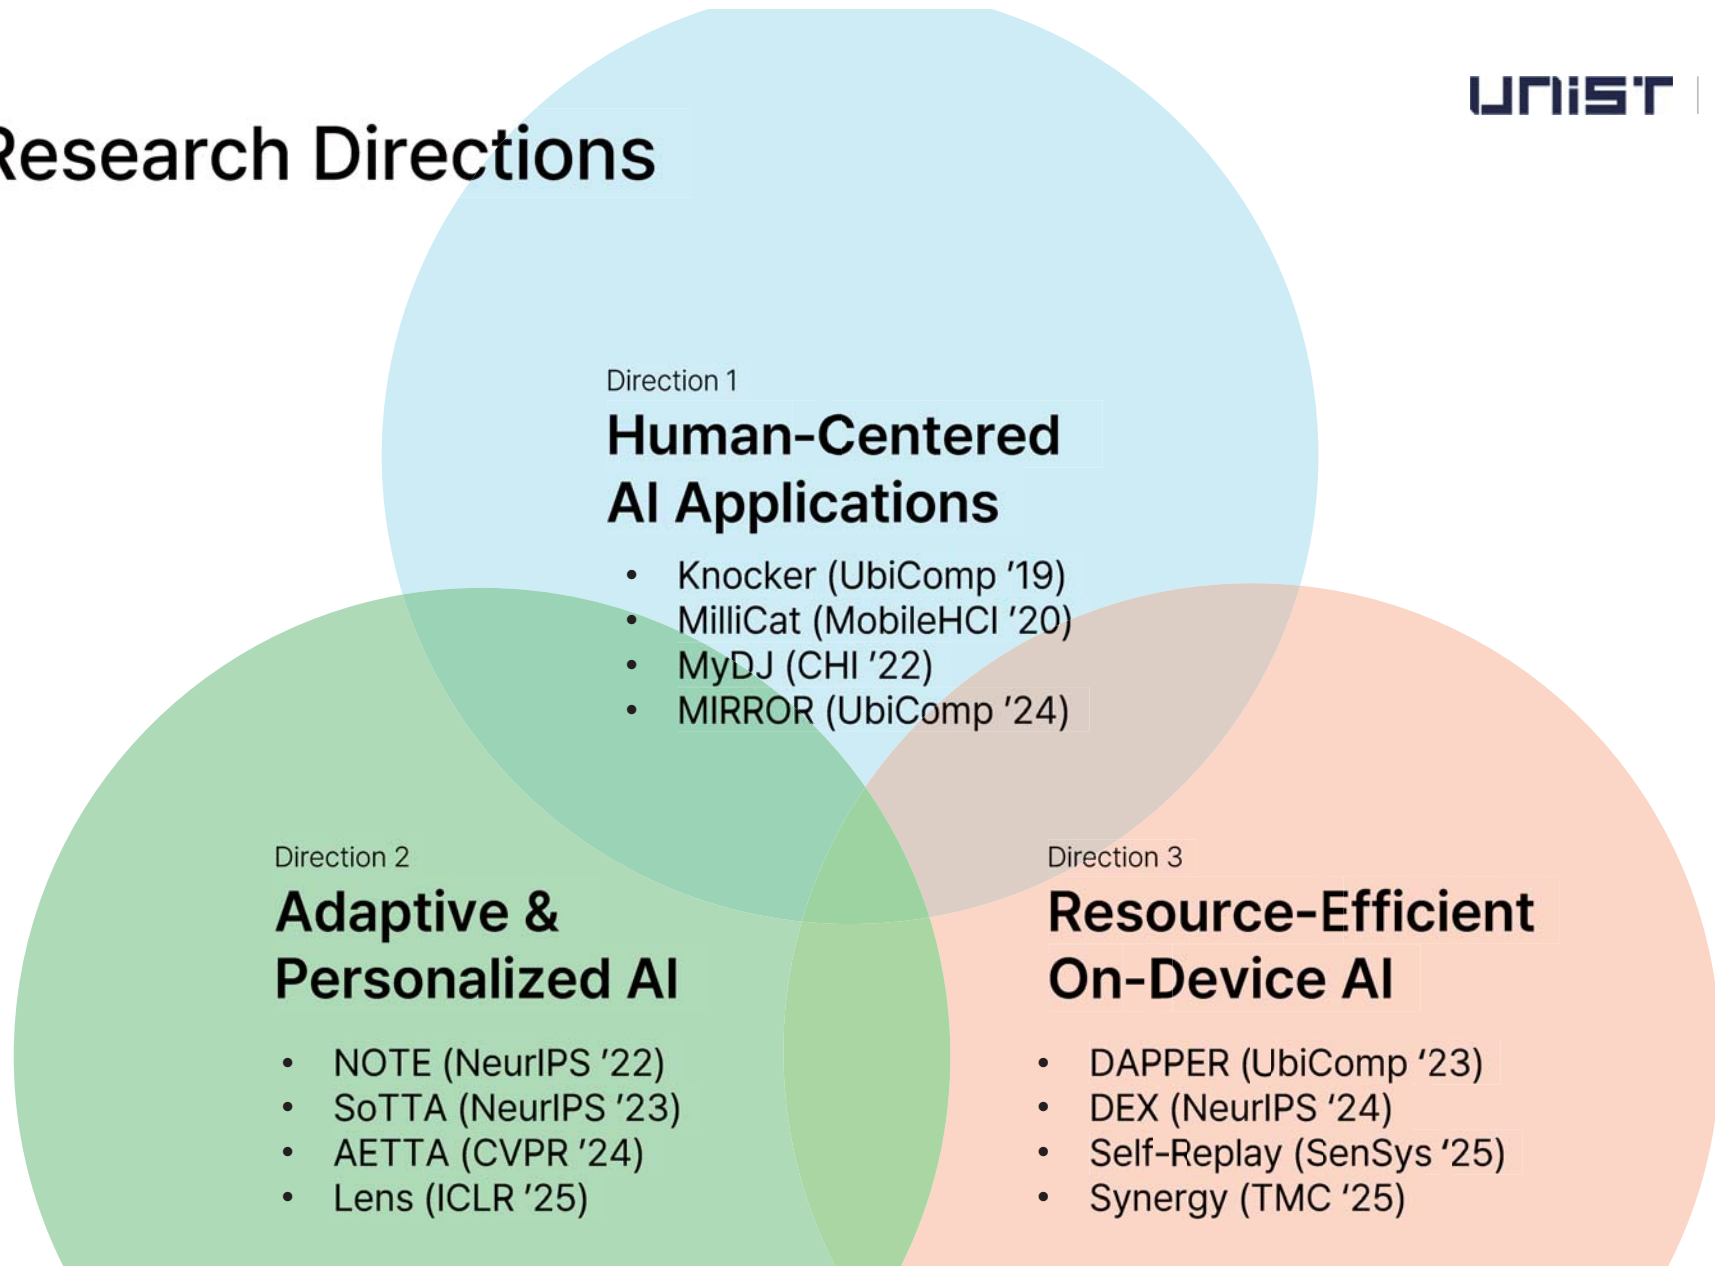 UNIST
Research Directions
Direction 1
Human-Centered
AI Applications
• Knocker (UbiComp '19)
• MilliCat (MobileHCI '20)
• MyDJ (CHI '22)
• MIRROR (UbiComp '24)
Direction 2
Adaptive &
Personalized AI
• NOTE (NeurIPS '22)
• SoTTA (NeurIPS '23)
• AETTA (CVPR '24)
• Lens (ICLR '25)
Direction 3
Resource-Efficient
On-Device AI
• DAPPER (UbiComp '23)
• DEX (NeurIPS '24)
• Self-Replay (SenSys '25)
• Synergy (TMC '25)